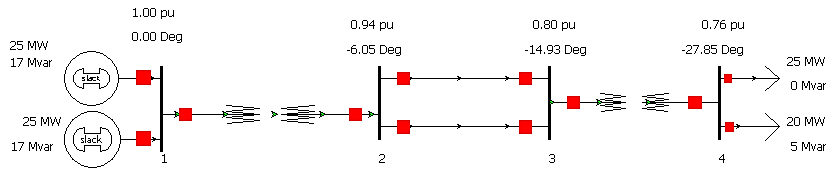 1.00 pu
0.00 Deg
25 MW
17 Mvar
slack
25 MW
17 Mvar
slack
1
0.94 pu
-6.05 Deg
2
0.80 pu
-14.93 Deg
3
0.76 pu
-27.85 Deg
4
25 MW
0 Mvar
20 MW
5 Mvar